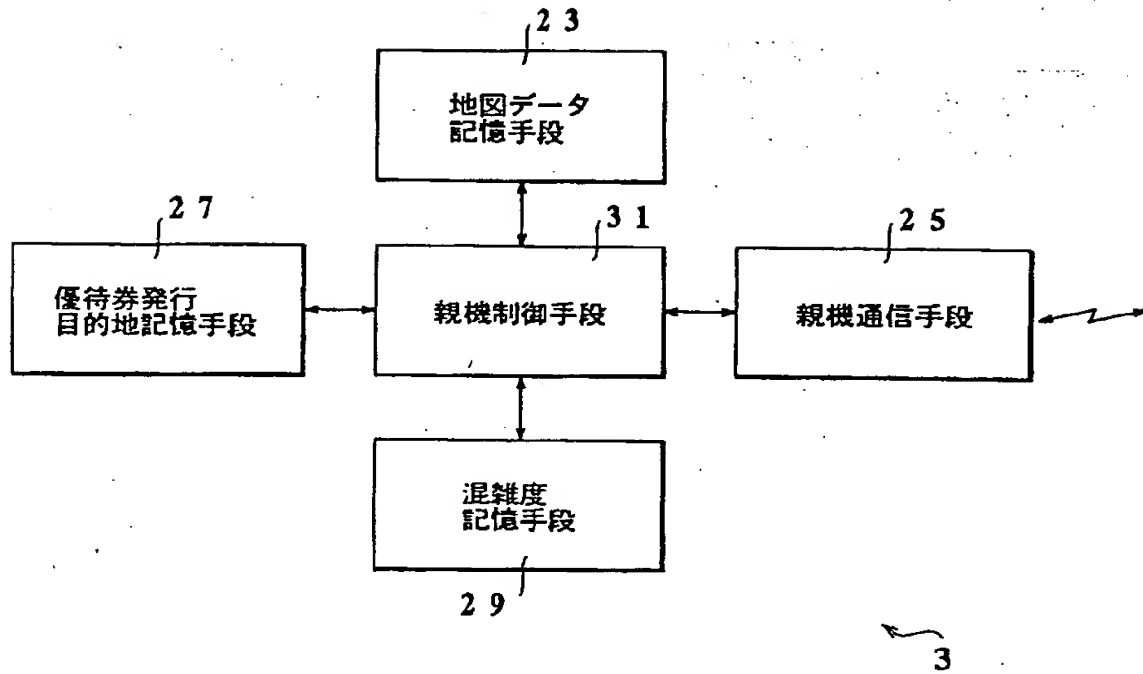 23
地図データ
記憶手段
27
優待券発行
目的地記憶手段
31
親機制御手段
25
親機通信手段
混雑度
記憶手段
29
3